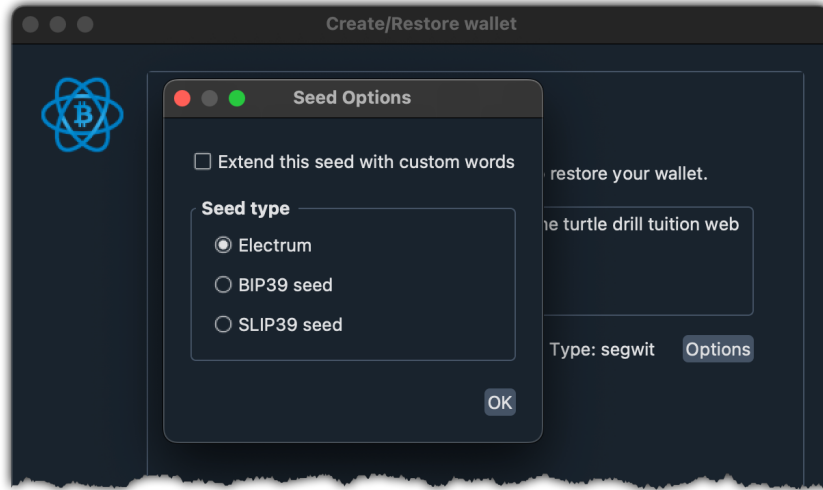 Create/Restore wallet
Seed Options
Extend this seed with custom words
restore your wallet.
Seed type
turtle drill tuition web
Electrum
BIP39 seed
SLIP39 seed
Type: segwit
Options
OK